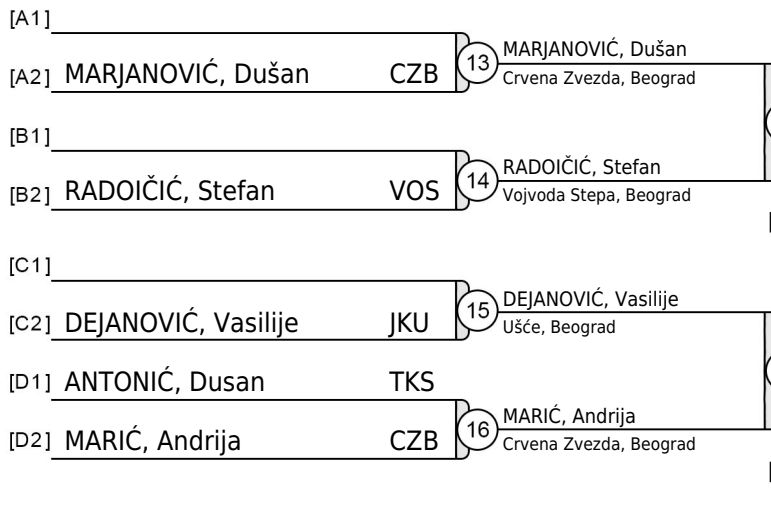 [A1]
[A2] MARJANOVIĆ, Dušan CZB
13 MARJANOVIĆ, Dušan
Crvena Zvezda, Beograd
[B1]
[B2] RADOIČIĆ, Stefan VOS
14 RADOIČIĆ, Stefan
Vojvoda Stepa, Beograd
[C1]
[C2] DEJANOVIĆ, Vasilije JKU
15 DEJANOVIĆ, Vasilije
Ušće, Beograd
[D1] ANTONIĆ, Dusan TKS
[D2] MARIĆ, Andrija CZB
16 MARIĆ, Andrija
Crvena Zvezda, Beograd